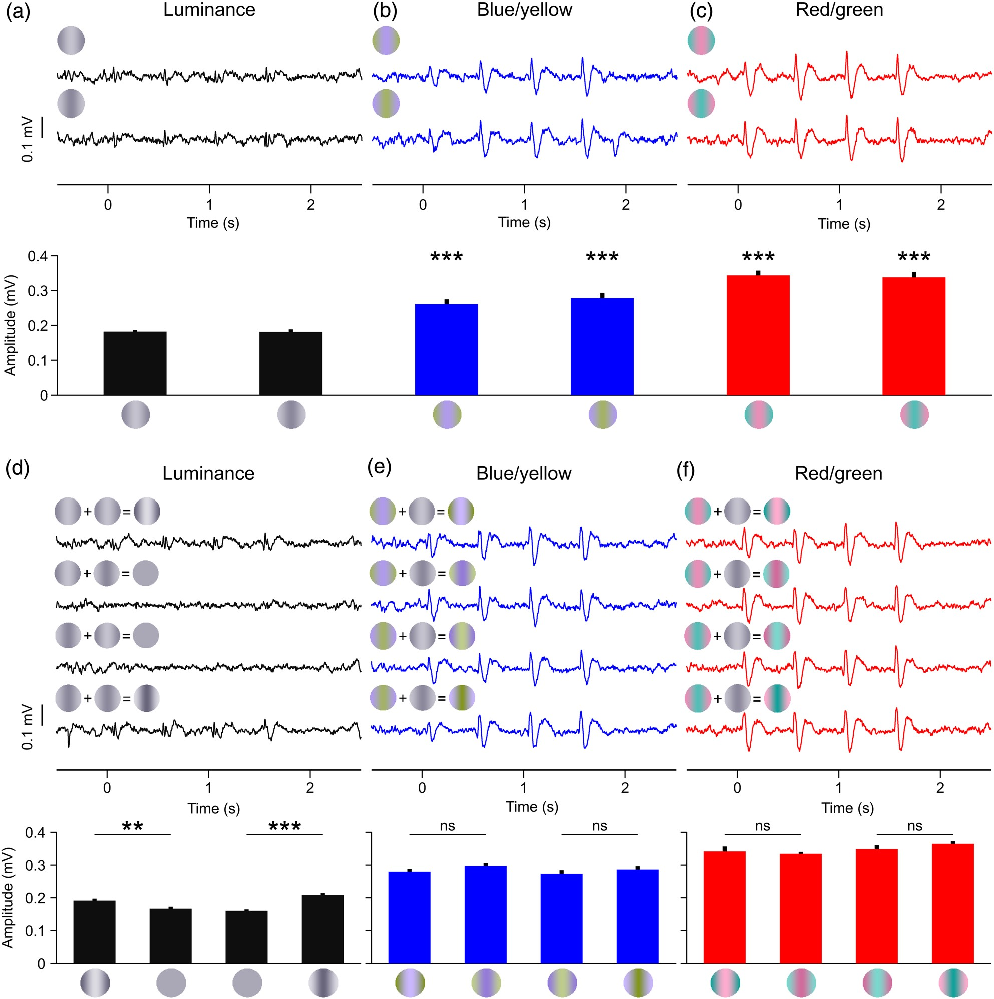 (a) Luminance (b) Blue/yellow (c) Red/green
0.1 mV
0 1 2 0 1 2 0 1 2
Time (s) Time (s) Time (s)
Amplitude (mV)
0.4 *** *** *** ***
0.3
0.2
0.1
0
(d) Luminance (e) Blue/yellow (f) Red/green
+ = + = + =
+ = + = + =
+ = + = + =
+ = + = + =
0.1 mV
0 1 2 0 1 2 0 1 2
Time (s) Time (s) Time (s)
** *** ns ns ns ns
Amplitude (mV)
0.4
0.3
0.2
0.1
0